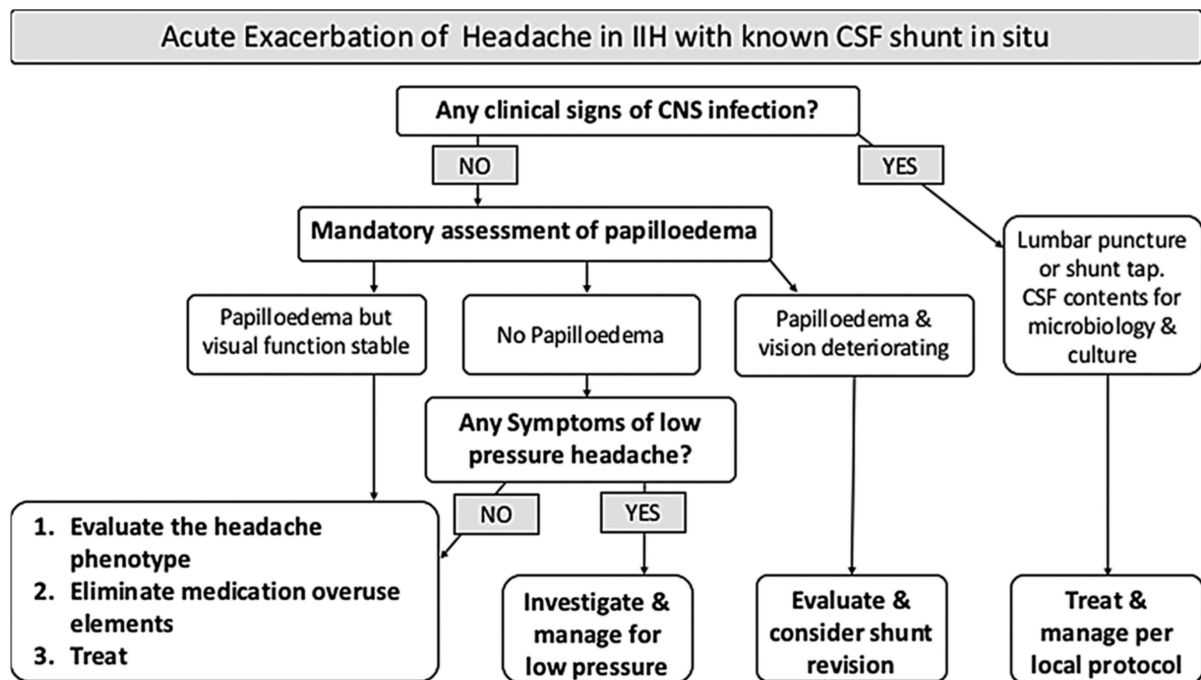 Acute Exacerbation of Headache in IIH with known CSF shunt in situ
Any clinical signs of CNS infection?
NO
YES
Mandatory assessment of papilloedema
Lumbar puncture
or shunt tap.
CSF contents for
microbiology &
culture
Papilloedema but
visual function stable
No Papilloedema
Papilloedema &
vision deteriorating
Any Symptoms of low
pressure headache?
NO
YES
1. Evaluate the headache
phenotype
2. Eliminate medication overuse
elements
3. Treat
Investigate &
manage for
low pressure
Evaluate &
consider shunt
revision
Treat &
manage per
local protocol